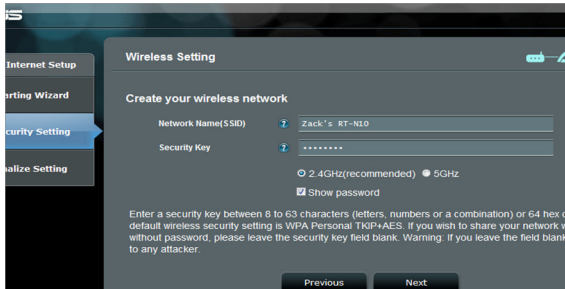 Internet Setup
Wireless Setting
arting Wizard
Create your wireless network
Network Name(SSID) ? Zack's RT-N10
curity Setting
Security Key ? ••••••••
nalize Setting
2.4GHz(recommended) 5GHz
Show password
Enter a security key between 8 to 63 characters (letters, numbers or a combination) or 64 hex
default wireless security setting is WPA Personal TKIP+AES. If you wish to share your network
without password, please leave the security key field blank. Warning: If you leave the field blank
to any attacker.
Previous Next